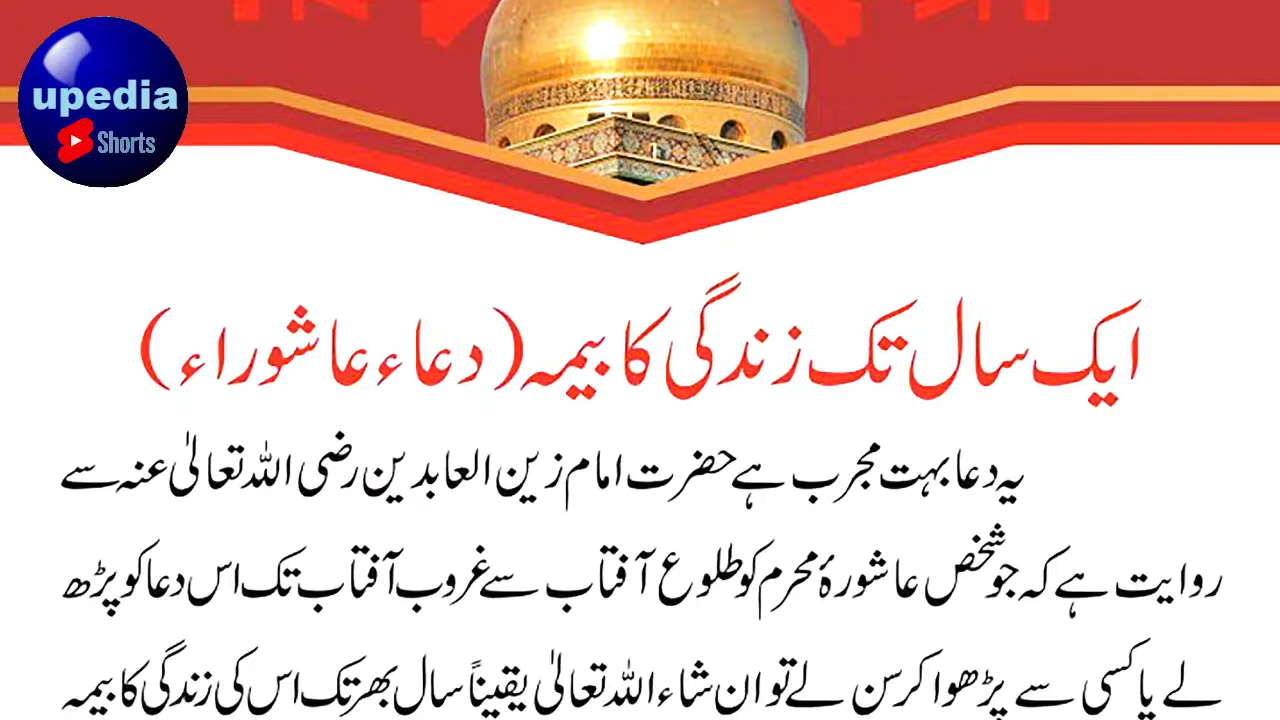 upedia
Shorts
ایک سال تک زندگی کا بیمہ (دعاء عاشوراء)
یہ دعا بہت مجرب ہے حضرت امام زین العابدین رضی اللہ تعالیٰ عنہ سے
روایت ہے کہ جو شخص عاشورۂ محرم کو طلوع آفتاب سے غروب آفتاب تک اس دعا کو پڑھ
لے یا کسی سے پڑھوا کر سن لے تو ان شاء اللہ تعالیٰ یقیناً سال بھر تک اس کی زندگی کا بیمہ